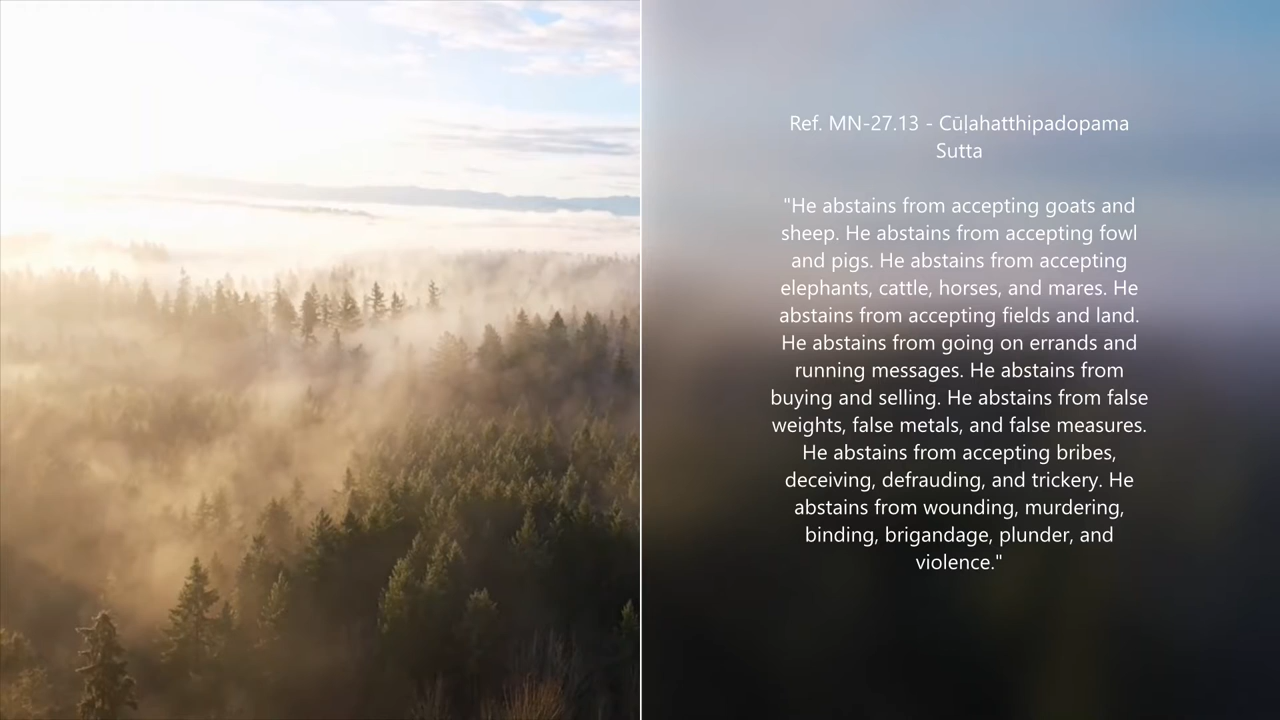 Ref. MN-27.13 - Cūḷahatthipadopama
Sutta
"He abstains from accepting goats and
sheep. He abstains from accepting fowl
and pigs. He abstains from accepting
elephants, cattle, horses, and mares. He
abstains from accepting fields and land.
He abstains from going on errands and
running messages. He abstains from
buying and selling. He abstains from false
weights, false metals, and false measures.
He abstains from accepting bribes,
deceiving, defrauding, and trickery. He
abstains from wounding, murdering,
binding, brigandage, plunder, and
violence."